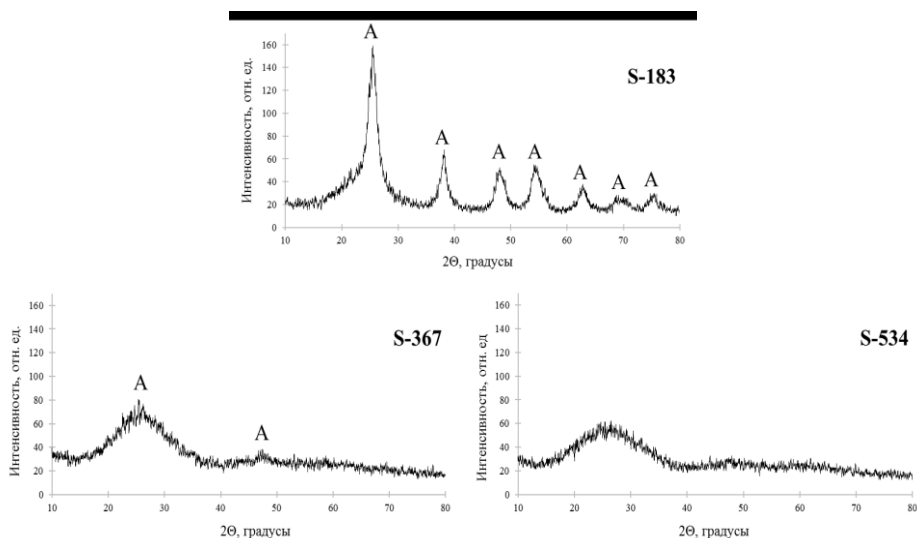 A
160
140
120
100
80
60
40
20
0
Интенсивность, отн. ед.
S-183
A
A
A
A
A
A
10 20 30 40 50 60 70 80
2Θ, градусы
160
140
120
100
80
60
40
20
0
Интенсивность, отн. ед.
S-367
A
A
10 20 30 40 50 60 70 80
2Θ, градусы
160
140
120
100
80
60
40
20
0
Интенсивность, отн. ед
S-534
10 20 30 40 50 60 70 80
2Θ, градусы